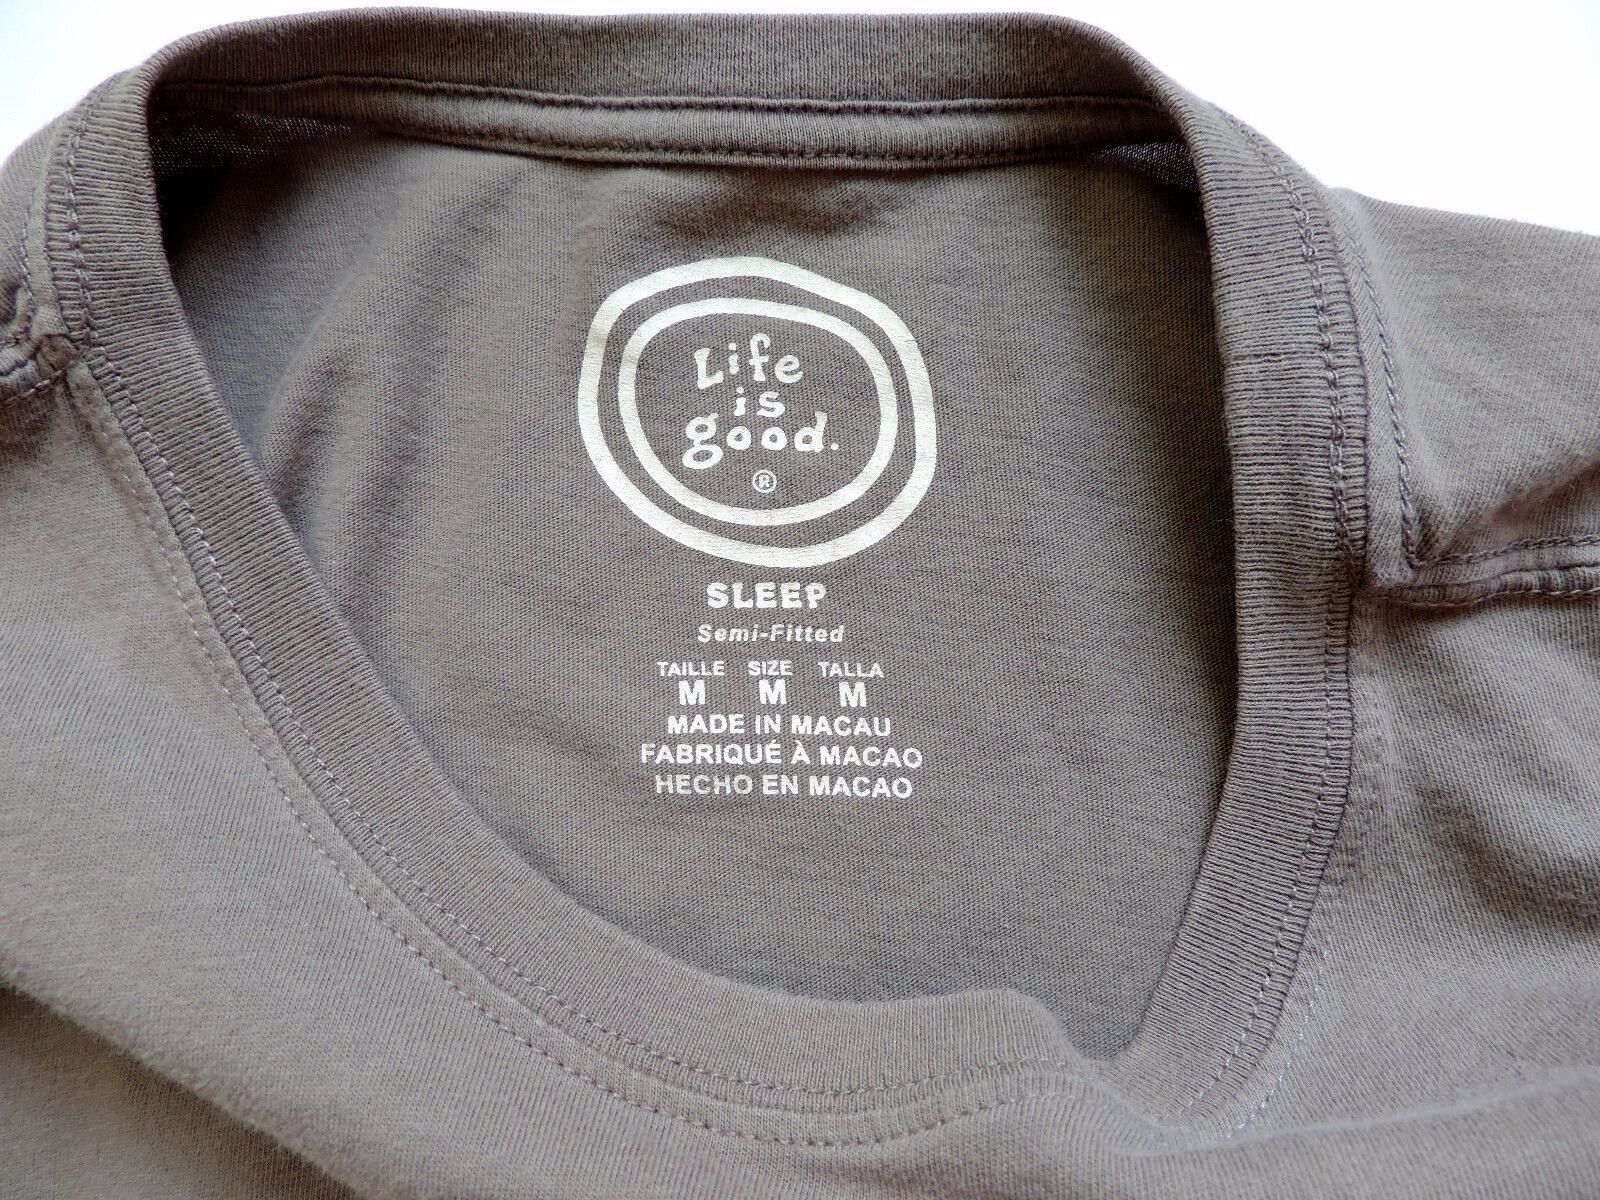 Life
is
good.
®
SLEEP
Semi-Fitted
TAILLE SIZE TALLA
M M M
MADE IN MACAU
FABRIQUÉ À MACAO
HECHO EN MACAO